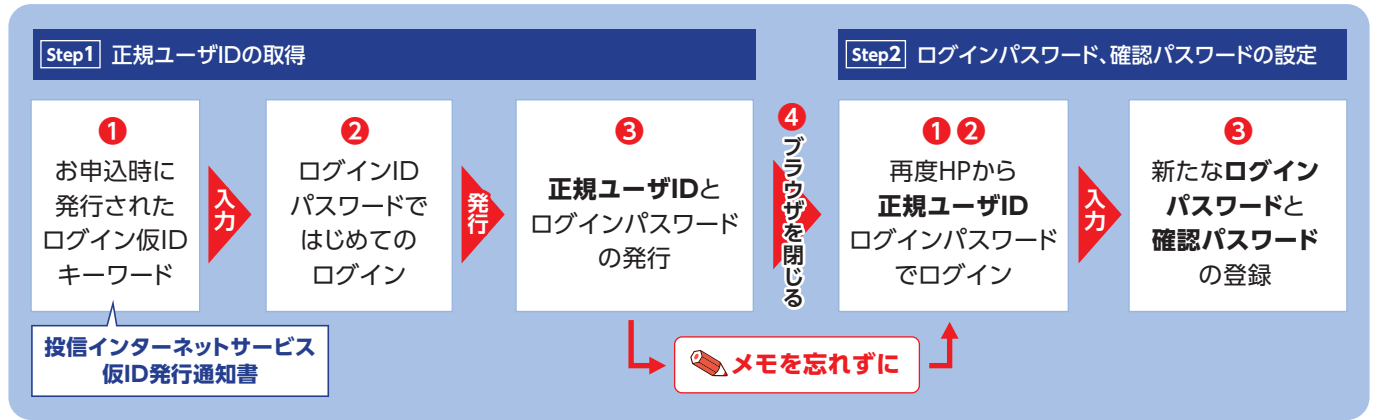 Step1 正規ユーザIDの取得
❶
お申込時に
発行された
ログイン仮ID
キーワード
投信インターネットサービス
仮ID発行通知書
入力
❷
ログインID
パスワードで
はじめての
ログイン
発行
❸
正規ユーザIDと
ログインパスワード
の発行
❹ブラウザを閉じる
メモを忘れずに
Step2 ログインパスワード、確認パスワードの設定
❶❷
再度HPから
正規ユーザID
ログインパスワード
でログイン
入力
❸
新たなログイン
パスワードと
確認パスワード
の登録